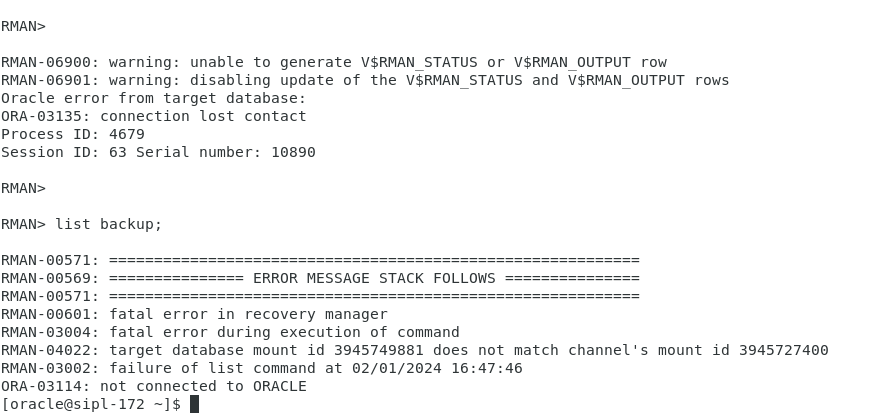 RMAN>
RMAN-06900: warning: unable to generate V$RMAN_STATUS or V$RMAN_OUTPUT row
RMAN-06901: warning: disabling update of the V$RMAN_STATUS and V$RMAN_OUTPUT rows
Oracle error from target database:
ORA-03135: connection lost contact
Process ID: 4679
Session ID: 63 Serial number: 10890
RMAN>
RMAN> list backup;
RMAN-00571: ===========================================================
RMAN-00569: =============== ERROR MESSAGE STACK FOLLOWS ===============
RMAN-00571: ===========================================================
RMAN-00601: fatal error in recovery manager
RMAN-03004: fatal error during execution of command
RMAN-04022: target database mount id 3945749881 does not match channel's mount id 3945727400
RMAN-03002: failure of list command at 02/01/2024 16:47:46
ORA-03114: not connected to ORACLE
[oracle@sipl-172 ~]$